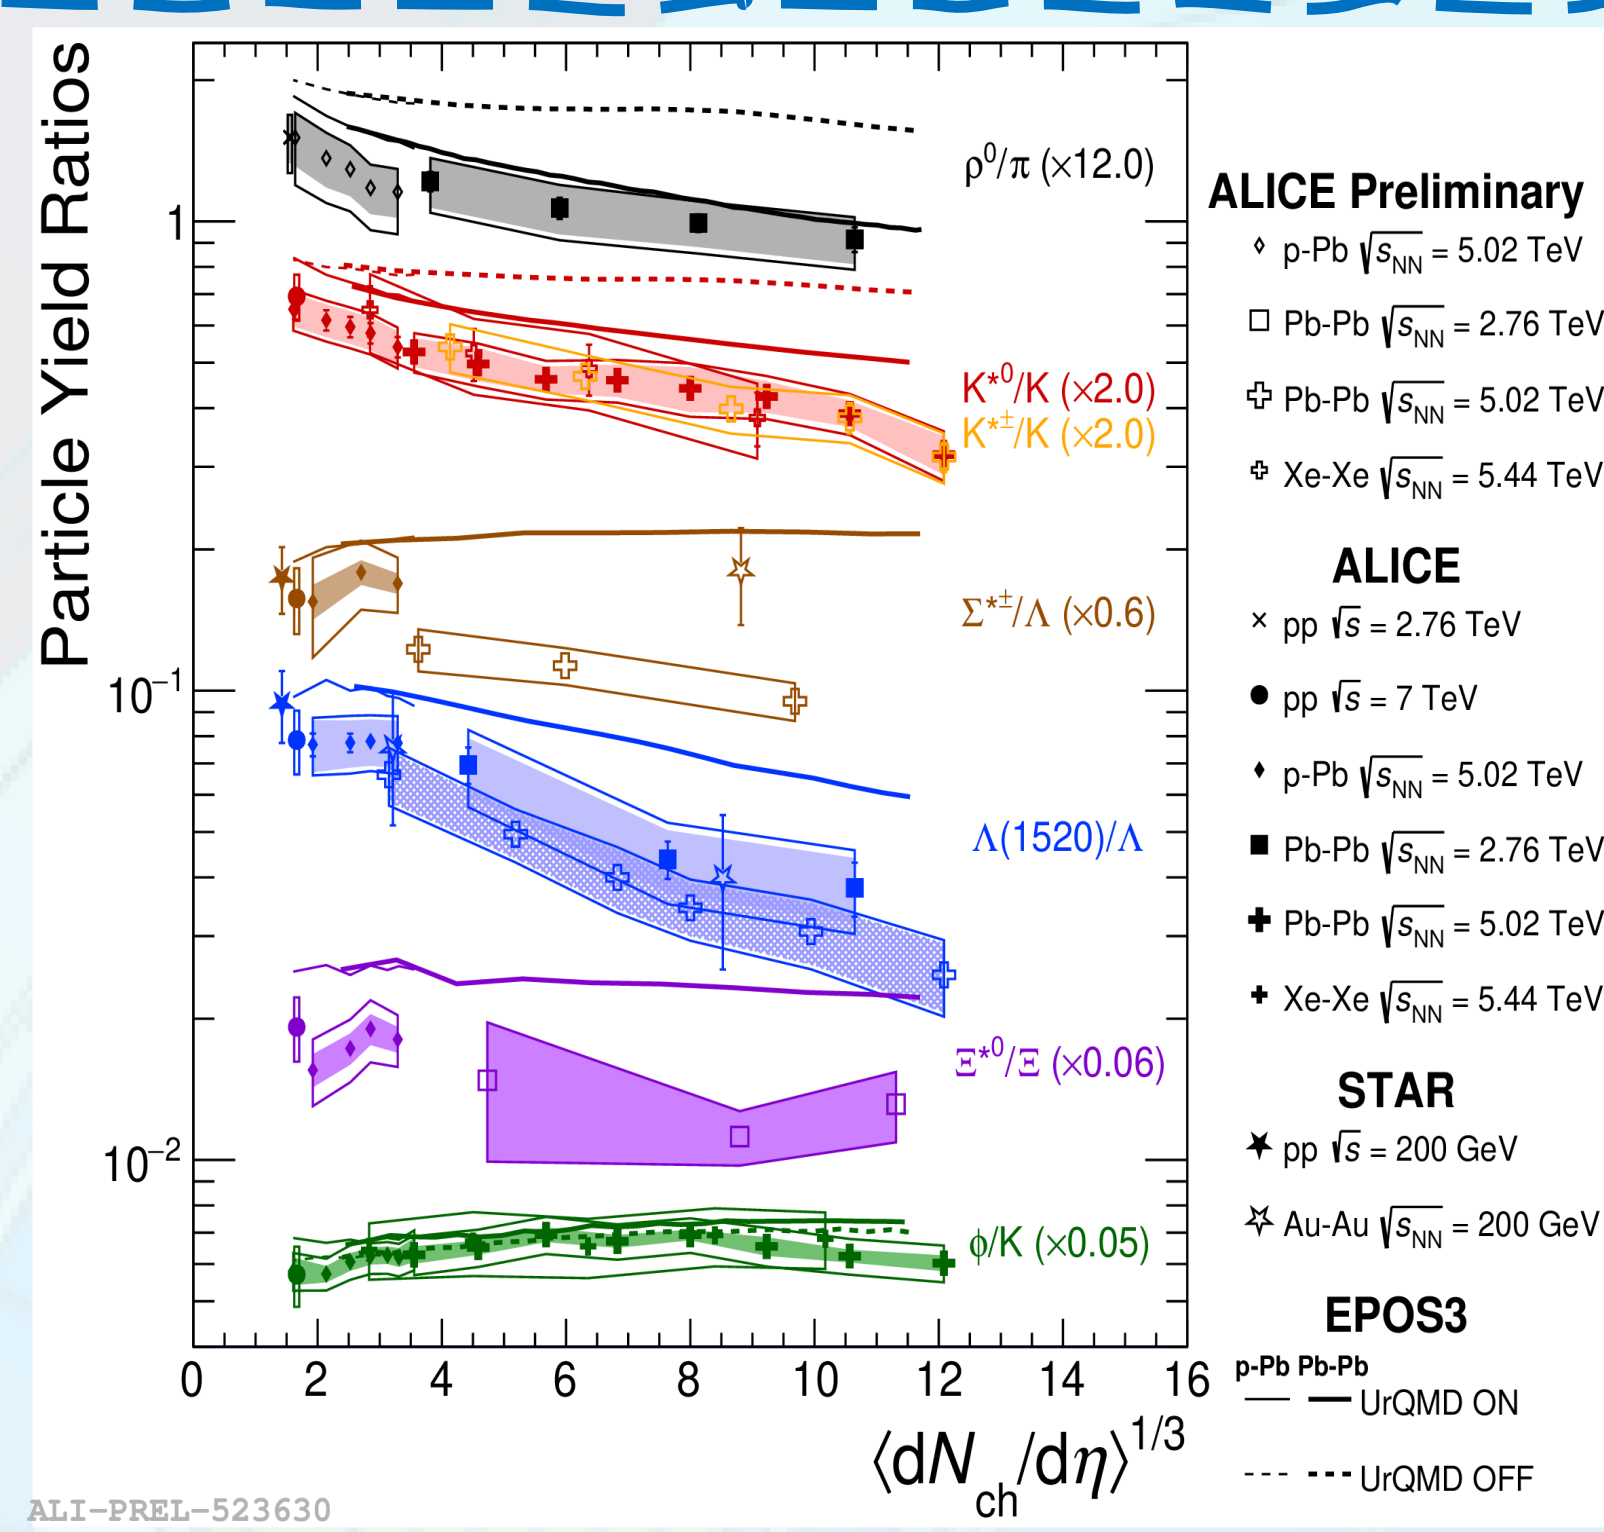 Particle Yield Ratios
1
10⁻¹
10⁻²
ρ⁰/π (×12.0)
K*⁰/K (×2.0)
K*±/K (×2.0)
Σ*±/Λ (×0.6)
Λ(1520)/Λ
Ξ*⁰/Ξ (×0.06)
ϕ/K (×0.05)
0 2 4 6 8 10 12 14 16
⟨dN_ch/dη⟩^1/3
ALICE Preliminary
p-Pb √s_NN = 5.02 TeV
Pb-Pb √s_NN = 2.76 TeV
Pb-Pb √s_NN = 5.02 TeV
Xe-Xe √s_NN = 5.44 TeV
ALICE
pp √s = 2.76 TeV
pp √s = 7 TeV
p-Pb √s_NN = 5.02 TeV
Pb-Pb √s_NN = 2.76 TeV
Pb-Pb √s_NN = 5.02 TeV
Xe-Xe √s_NN = 5.44 TeV
STAR
pp √s = 200 GeV
Au-Au √s_NN = 200 GeV
EPOS3
p-Pb Pb-Pb
UrQMD ON
UrQMD OFF
ALI-PREL-523630